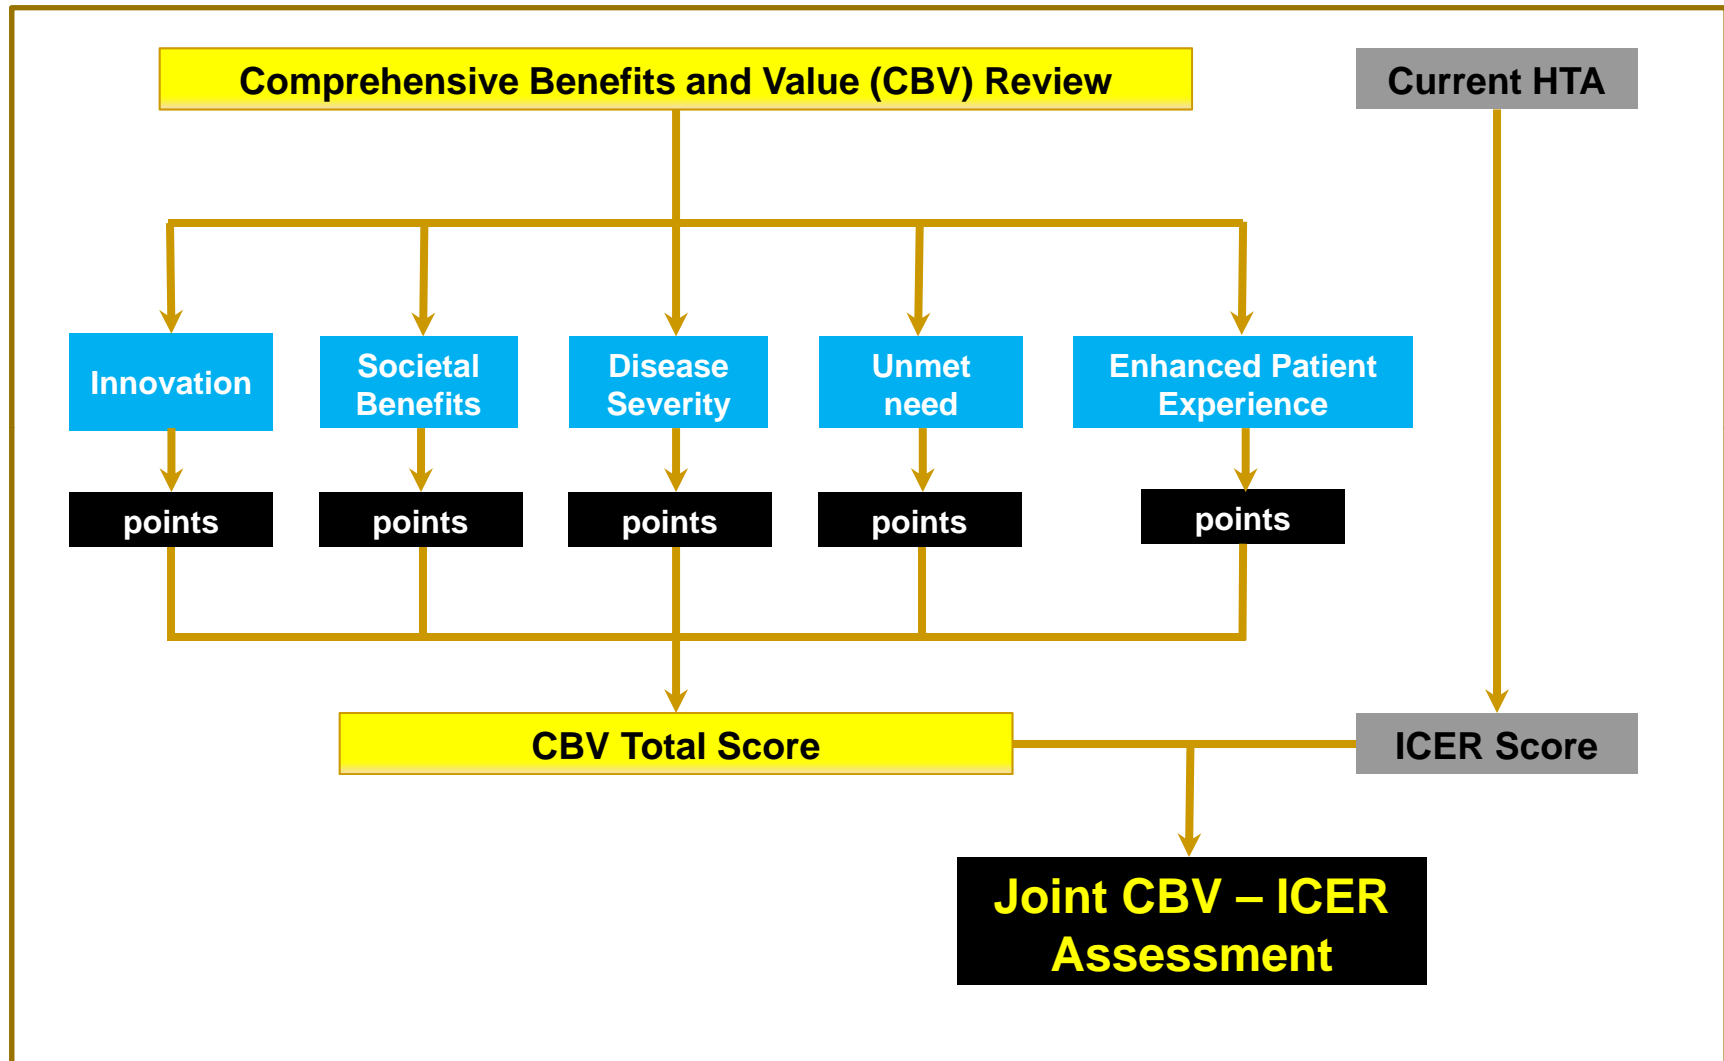 Comprehensive Benefits and Value (CBV) Review
Current HTA
Innovation
Societal
Benefits
Disease
Severity
Unmet
need
Enhanced Patient
Experience
points
points
points
points
points
CBV Total Score
ICER Score
Joint CBV – ICER
Assessment